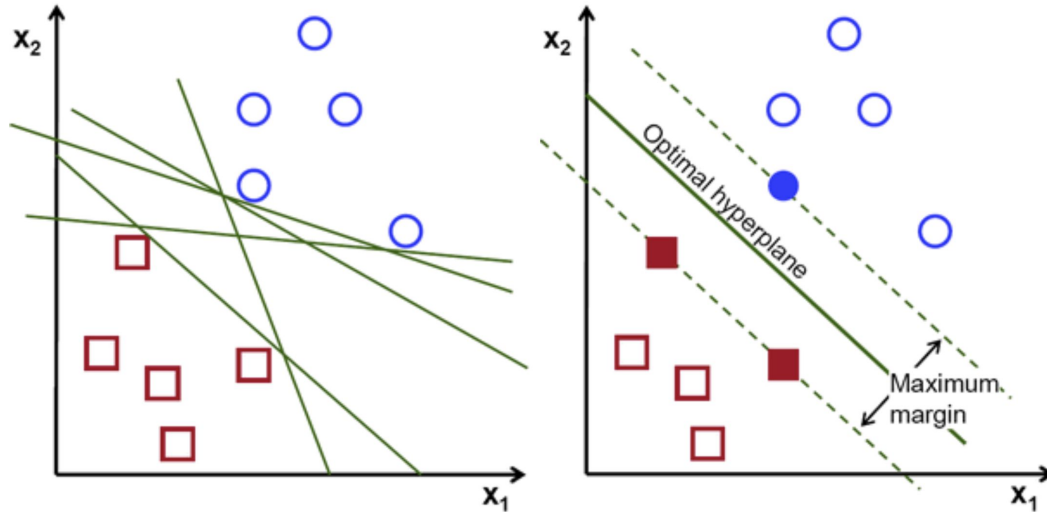 x₂
x₁
x₂
Optimal hyperplane
Maximum
margin
x₁